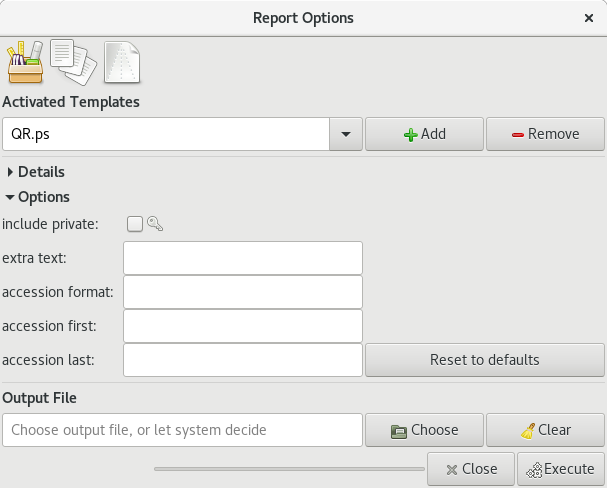 Report Options ×
Activated Templates
QR.ps Add Remove
Details
Options
include private:
extra text:
accession format:
accession first:
accession last: Reset to defaults
Output File
Choose output file, or let system decide Choose Clear
Close Execute